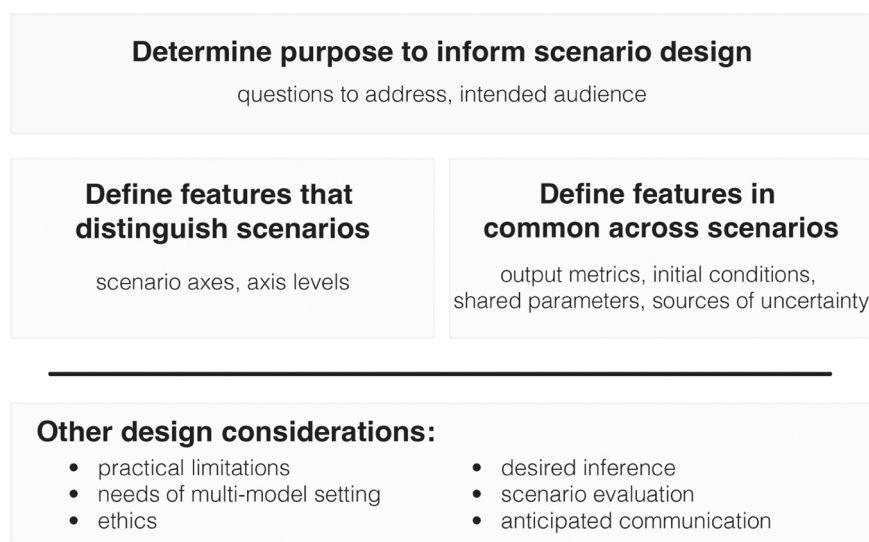 Determine purpose to inform scenario design
questions to address, intended audience
Define features that
distinguish scenarios
scenario axes, axis levels
Define features in
common across scenarios
output metrics, initial conditions,
shared parameters, sources of uncertainty
Other design considerations:
• practical limitations
• needs of multi-model setting
• ethics
• desired inference
• scenario evaluation
• anticipated communication